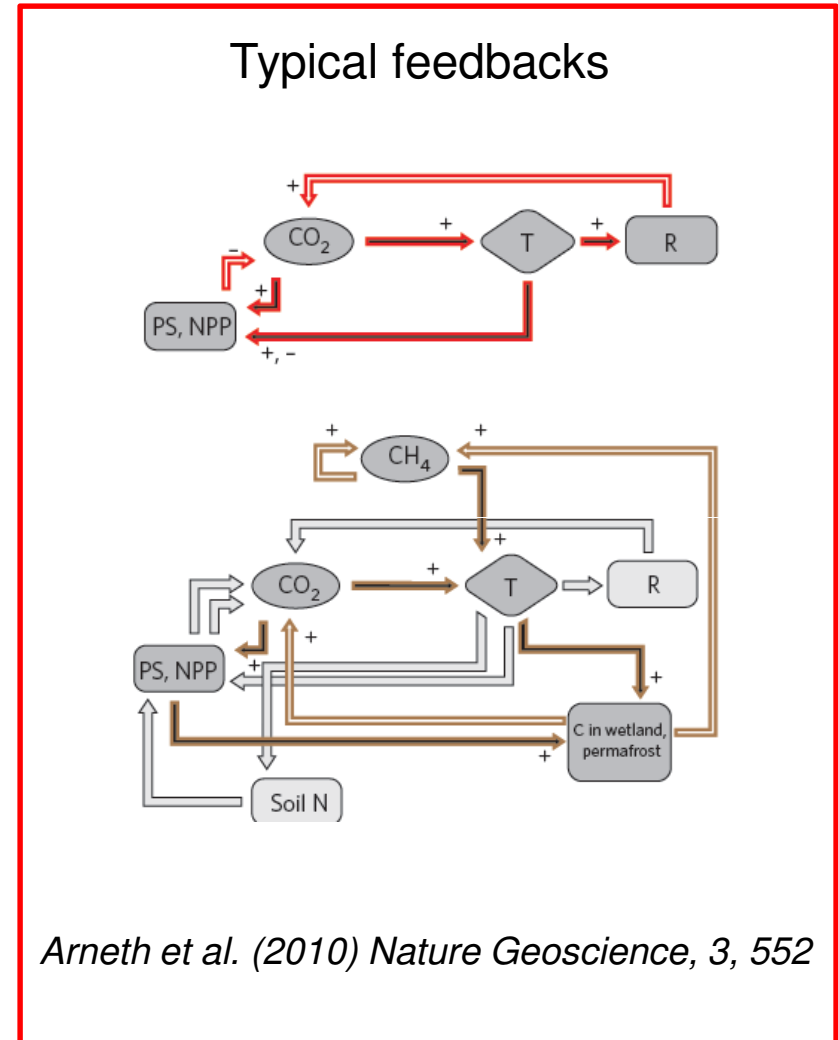 Typical feedbacks
+
CO2
+
T
+
R
–
+
PS, NPP
+, –
+
CH4
+
+
CO2
+
T
R
+
PS, NPP
+
+
C in wetland,
permafrost
+
Soil N
Arneth et al. (2010) Nature Geoscience, 3, 552